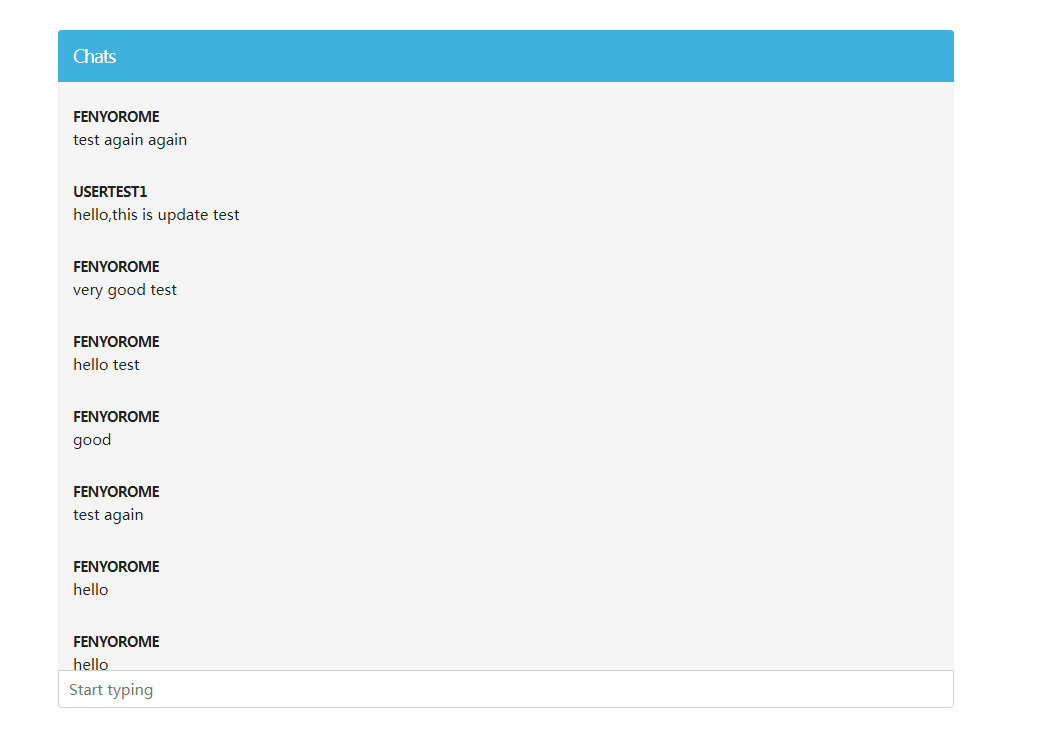 Chats
FENYOROME
test again again
USERTEST1
hello,this is update test
FENYOROME
very good test
FENYOROME
hello test
FENYOROME
good
FENYOROME
test again
FENYOROME
hello
FENYOROME
hello
Start typing